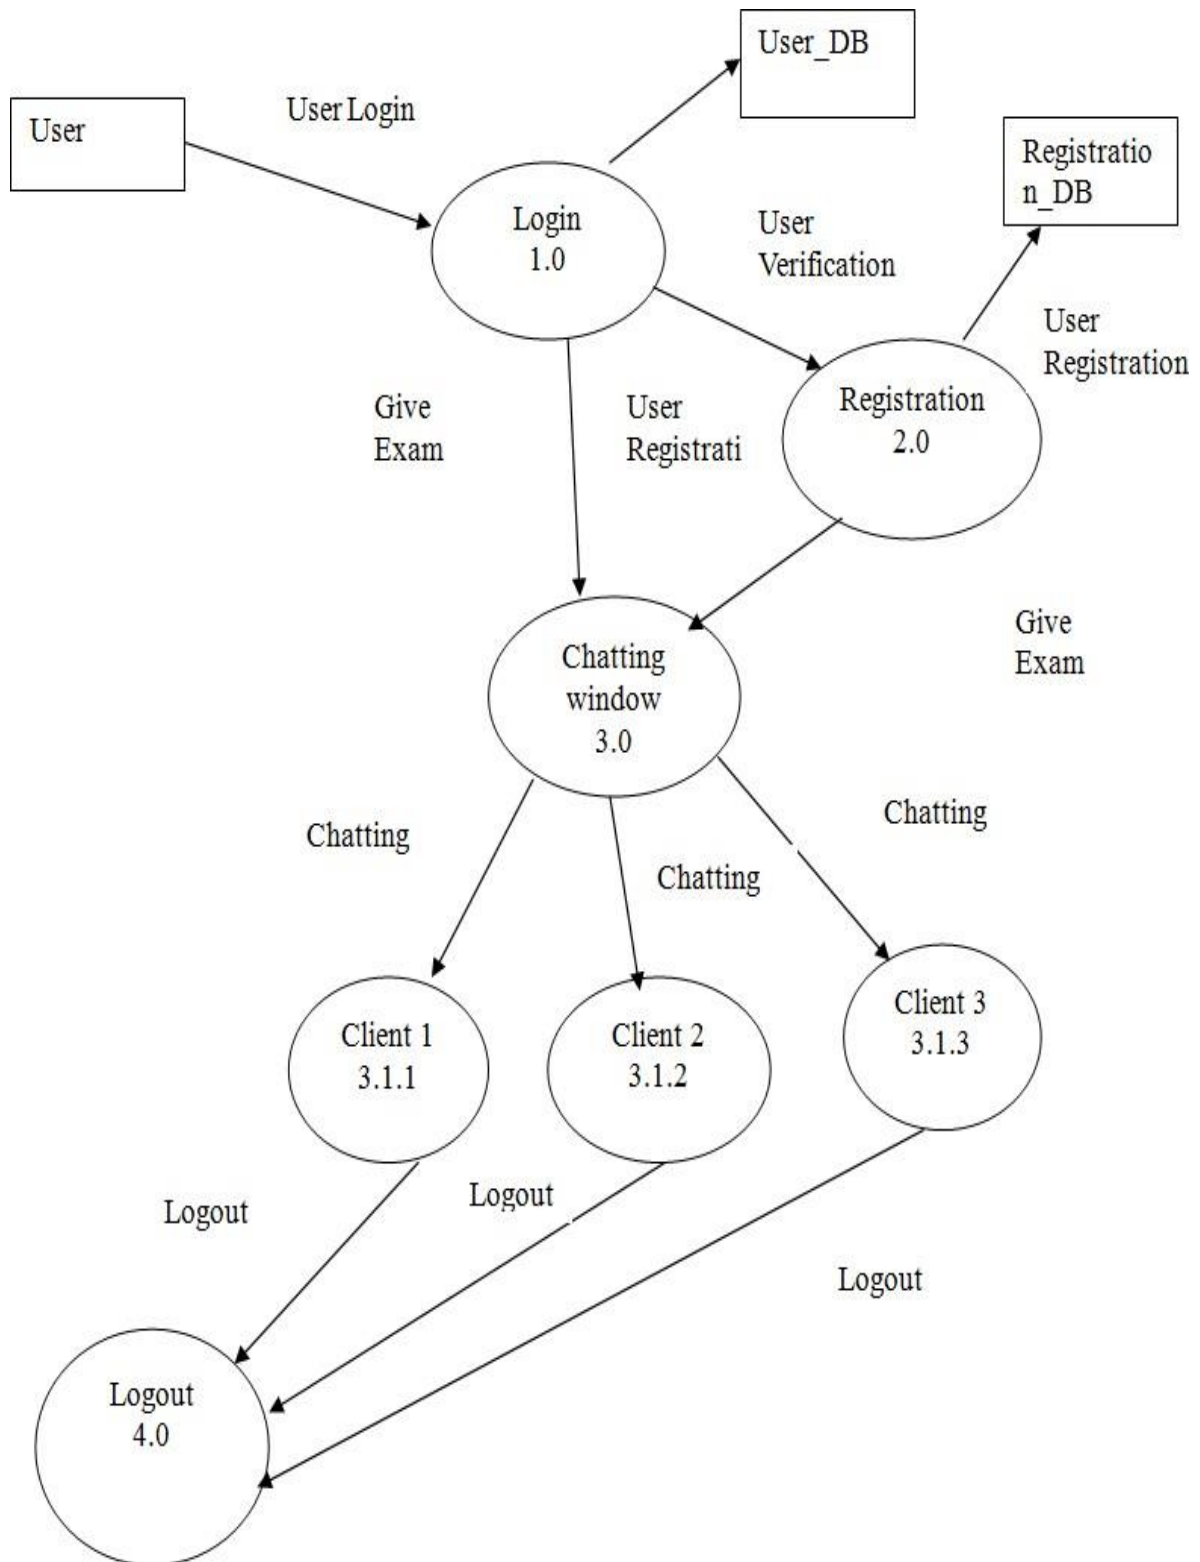 User_DB
User
User Login
Registratio
n_DB
Login
1.0
User
Verification
User
Registration
Give
Exam
User
Registrati
Registration
2.0
Give
Exam
Chatting
window
3.0
Chatting
Chatting
Chatting
Client 1
3.1.1
Client 2
3.1.2
Client 3
3.1.3
Logout
Logout
Logout
Logout
4.0